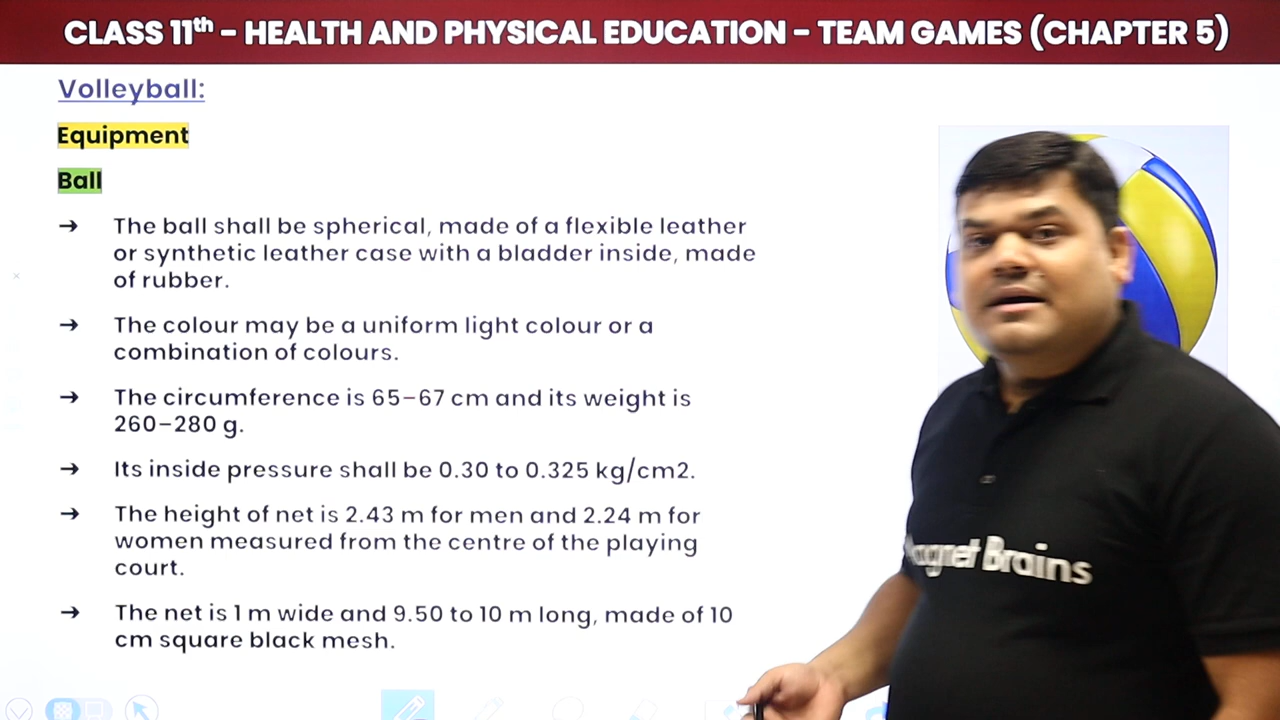 CLASS 11th – HEALTH AND PHYSICAL EDUCATION – TEAM GAMES (CHAPTER 5)
Volleyball:
Equipment
Ball
→ The ball shall be spherical, made of a flexible leather
or synthetic leather case with a bladder inside, made
of rubber.
→ The colour may be a uniform light colour or a
combination of colours.
→ The circumference is 65–67 cm and its weight is
260–280 g.
→ Its inside pressure shall be 0.30 to 0.325 kg/cm2.
→ The height of net is 2.43 m for men and 2.24 m for
women measured from the centre of the playing
court.
→ The net is 1 m wide and 9.50 to 10 m long, made of 10
cm square black mesh.
Brains